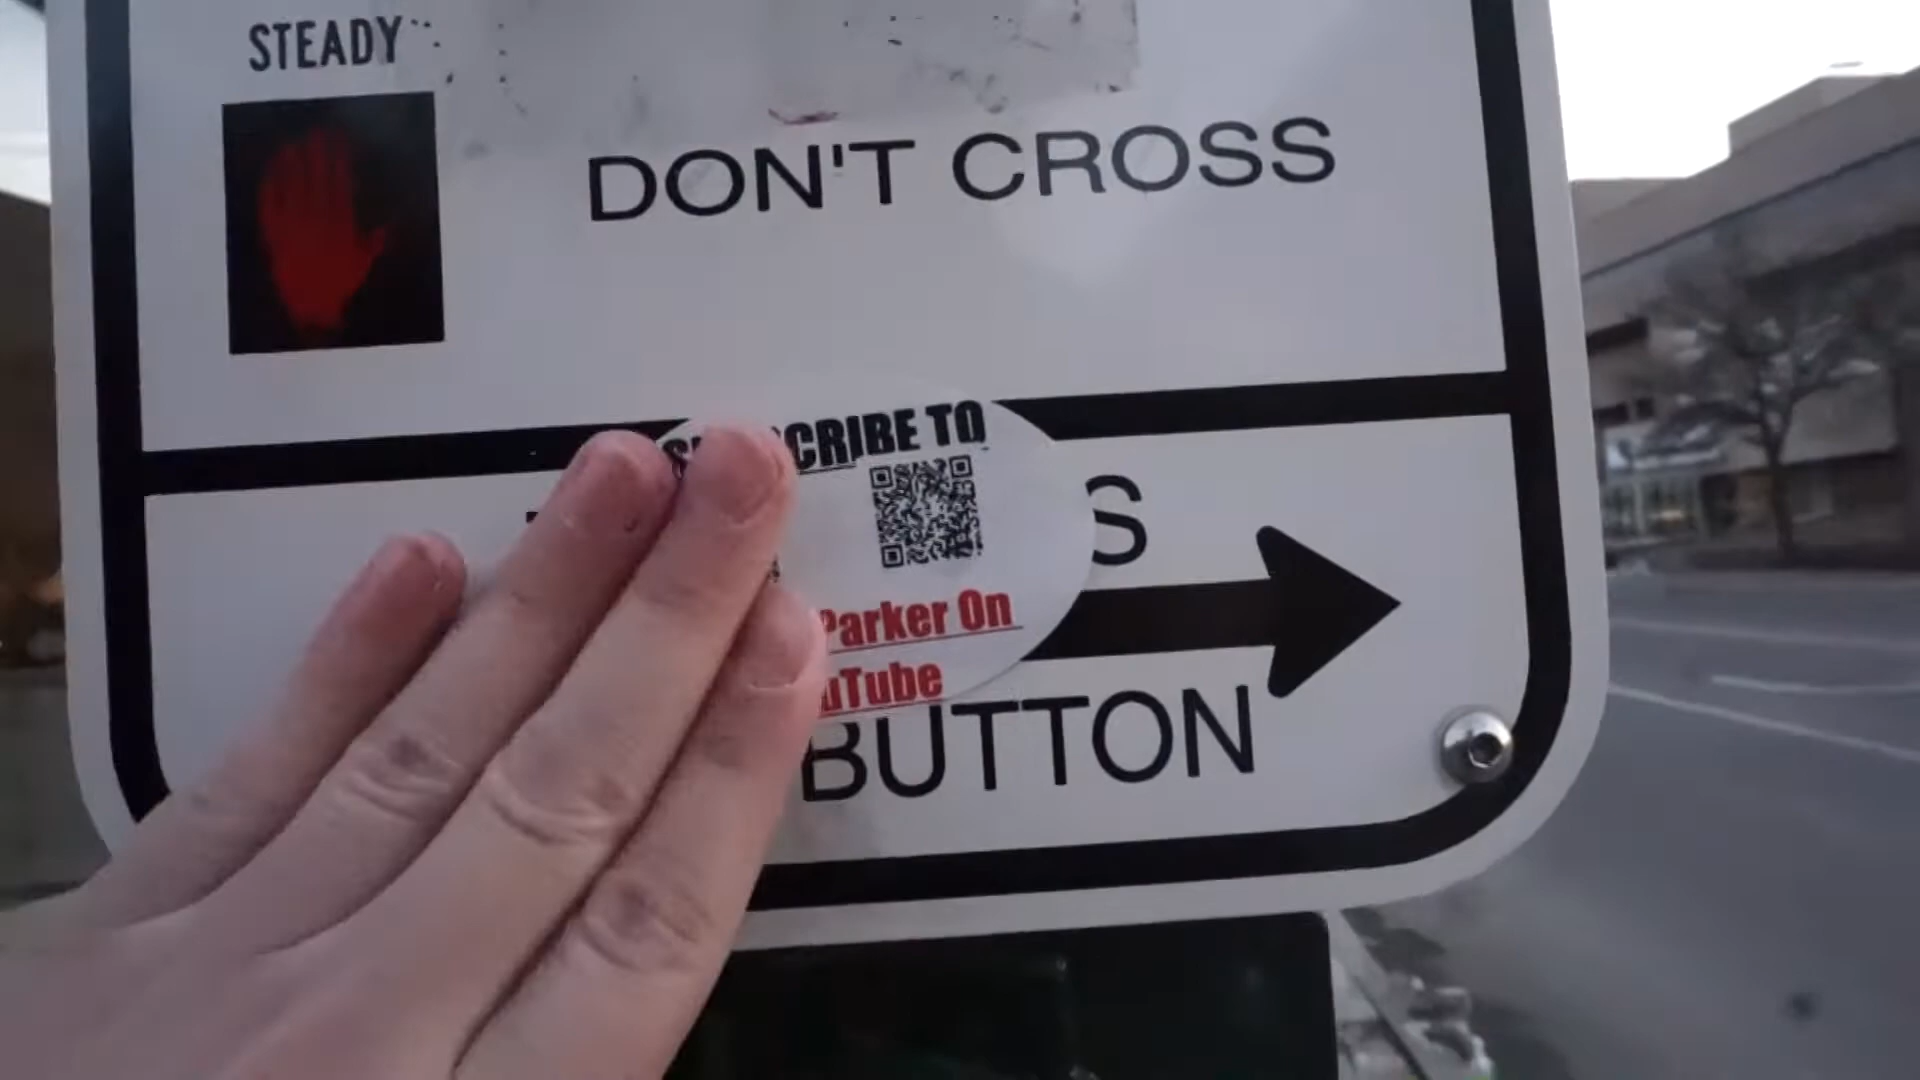 STEADY
DON'T CROSS
CRIBE TO
S
Parker On
uTube
BUTTON